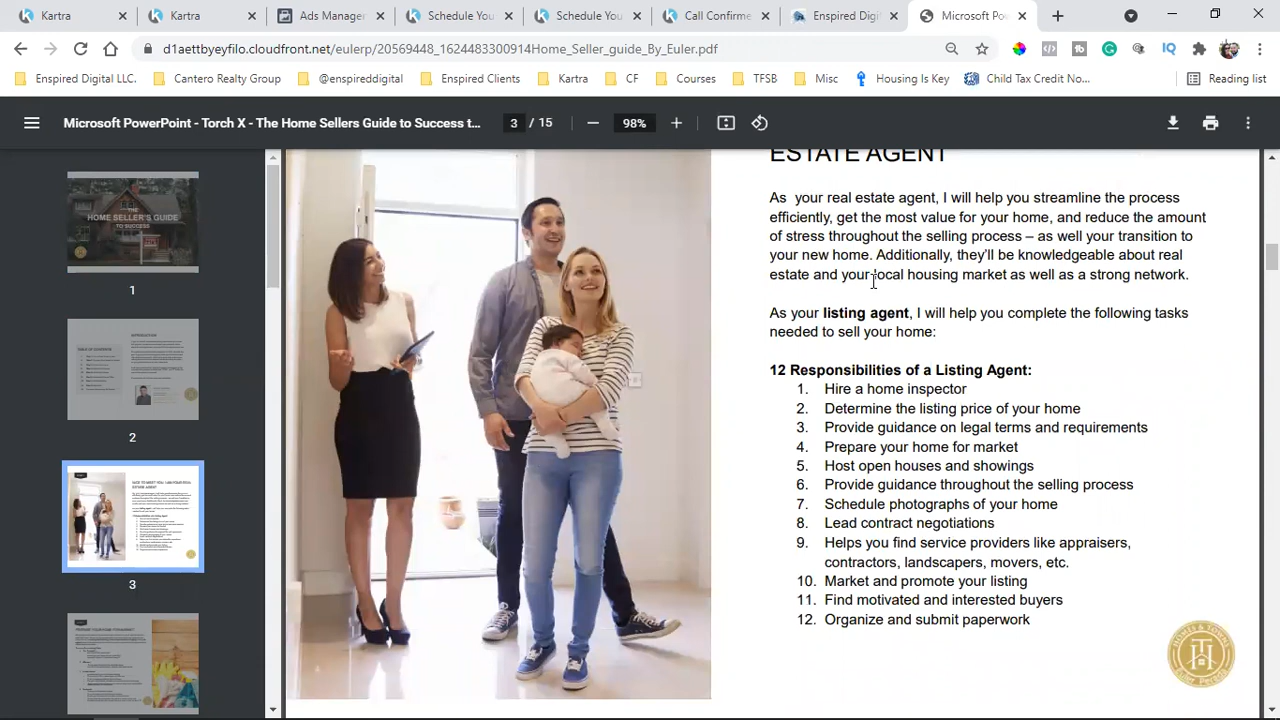 Kartra
Kartra
Ads Manager
Schedule You
Schedule You
Call Confirme
Enspired Digi
Microsoft Po
d1aettbyeyfilo.cloudfront.net/eulerp/20569448_1624483300914Home_Seller_guide_By_Euler.pdf
Enspired Digital LLC.
Cantero Realty Group
@enspireddigital
Enspired Clients
Kartra
CF
Courses
TFSB
Misc
Housing Is Key
Child Tax Credit No...
Reading list
Microsoft PowerPoint - Torch X - The Home Sellers Guide to Success t...
3 / 15
98%
THE
HOME SELLER'S GUIDE
TO SUCCESS
1
INTRODUCTION
TABLE OF CONTENTS
2
3
ESTATE AGENT
As your real estate agent, I will help you streamline the process
efficiently, get the most value for your home, and reduce the amount
of stress throughout the selling process – as well your transition to
your new home. Additionally, they'll be knowledgeable about real
estate and your local housing market as well as a strong network.
As your listing agent, I will help you complete the following tasks
needed to sell your home:
12 Responsibilities of a Listing Agent:
1. Hire a home inspector
2. Determine the listing price of your home
3. Provide guidance on legal terms and requirements
4. Prepare your home for market
5. Host open houses and showings
6. Provide guidance throughout the selling process
7. Schedule photographs of your home
8. Lead contract negotiations
9. Helps you find service providers like appraisers,
contractors, landscapers, movers, etc.
10. Market and promote your listing
11. Find motivated and interested buyers
12. Organize and submit paperwork